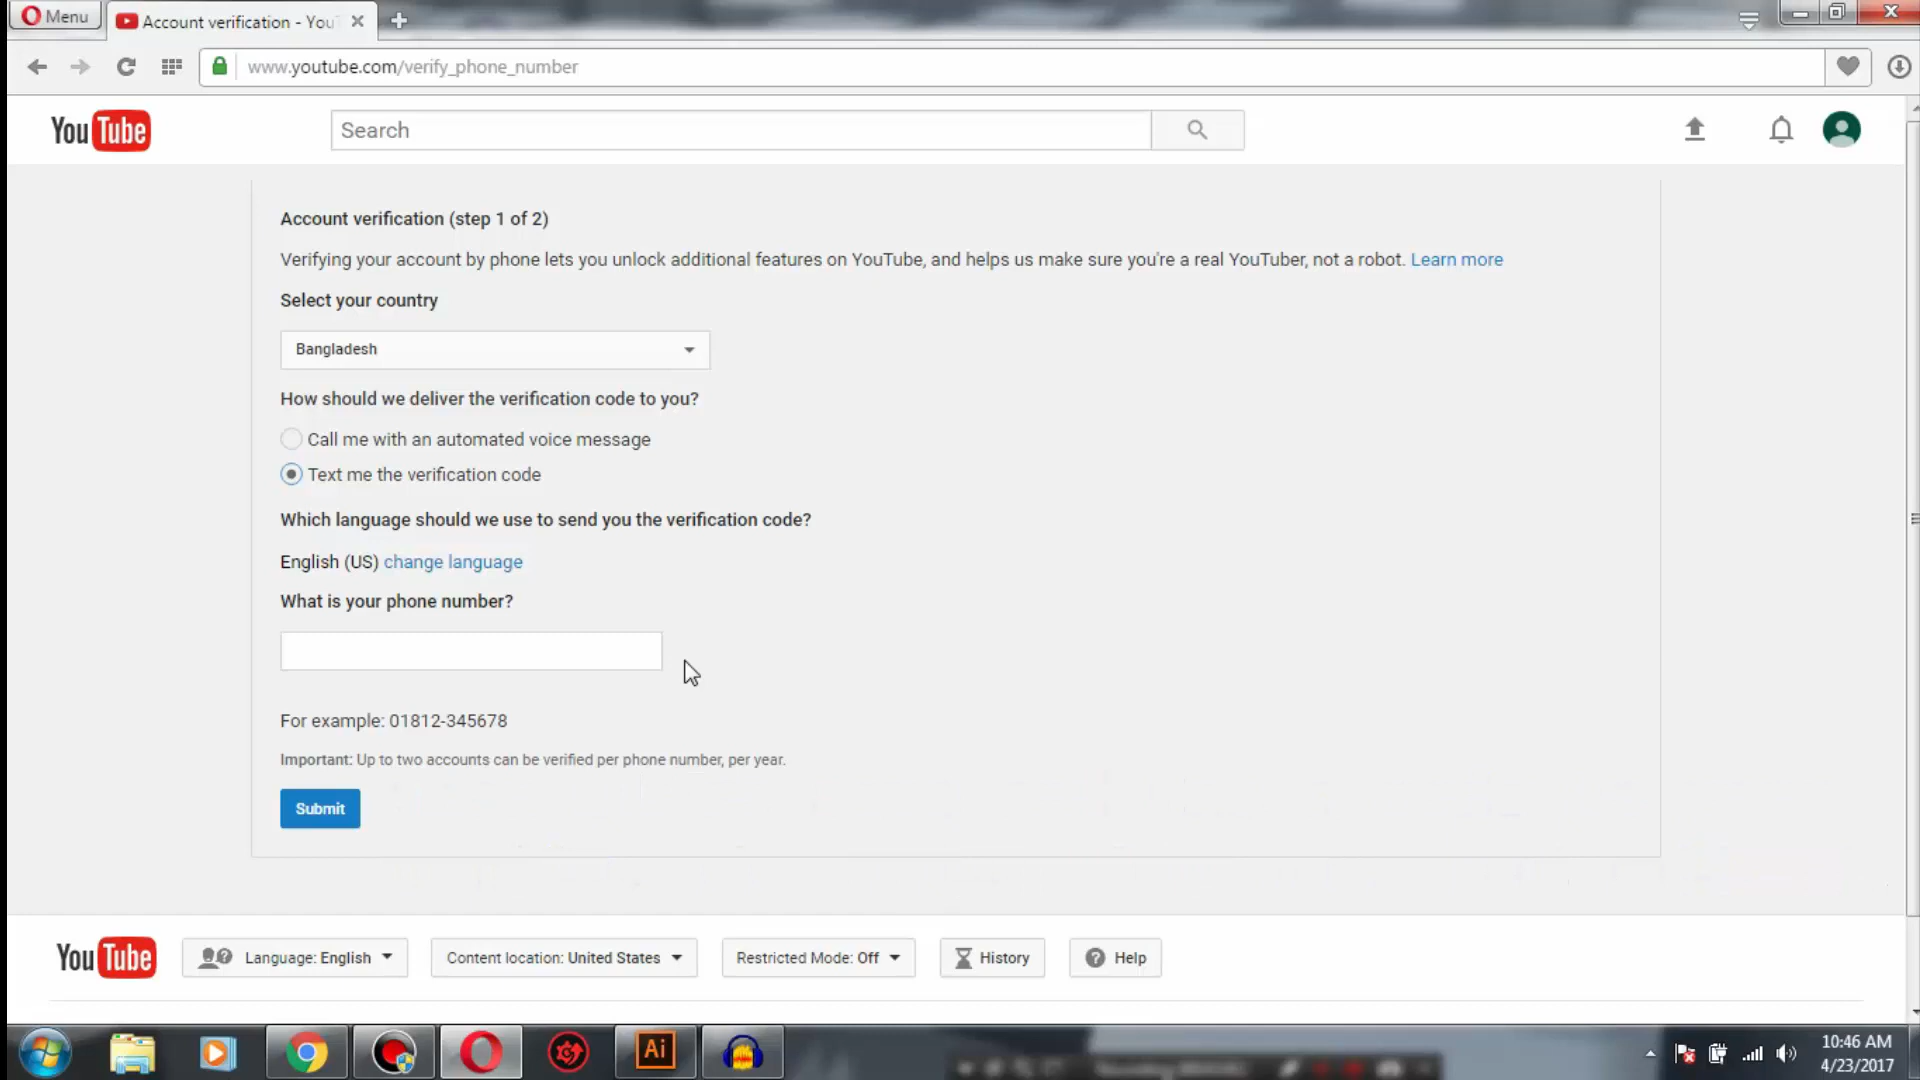 Menu
Account verification - You
www.youtube.com/verify_phone_number
YouTube
Search
Account verification (step 1 of 2)
Verifying your account by phone lets you unlock additional features on YouTube, and helps us make sure you're a real YouTuber, not a robot. Learn more
Select your country
Bangladesh
How should we deliver the verification code to you?
Call me with an automated voice message
Text me the verification code
Which language should we use to send you the verification code?
English (US) change language
What is your phone number?
For example: 01812-345678
Important: Up to two accounts can be verified per phone number, per year.
Submit
YouTube
Language: English
Content location: United States
Restricted Mode: Off
History
Help
Ai
10:46 AM
4/23/2017